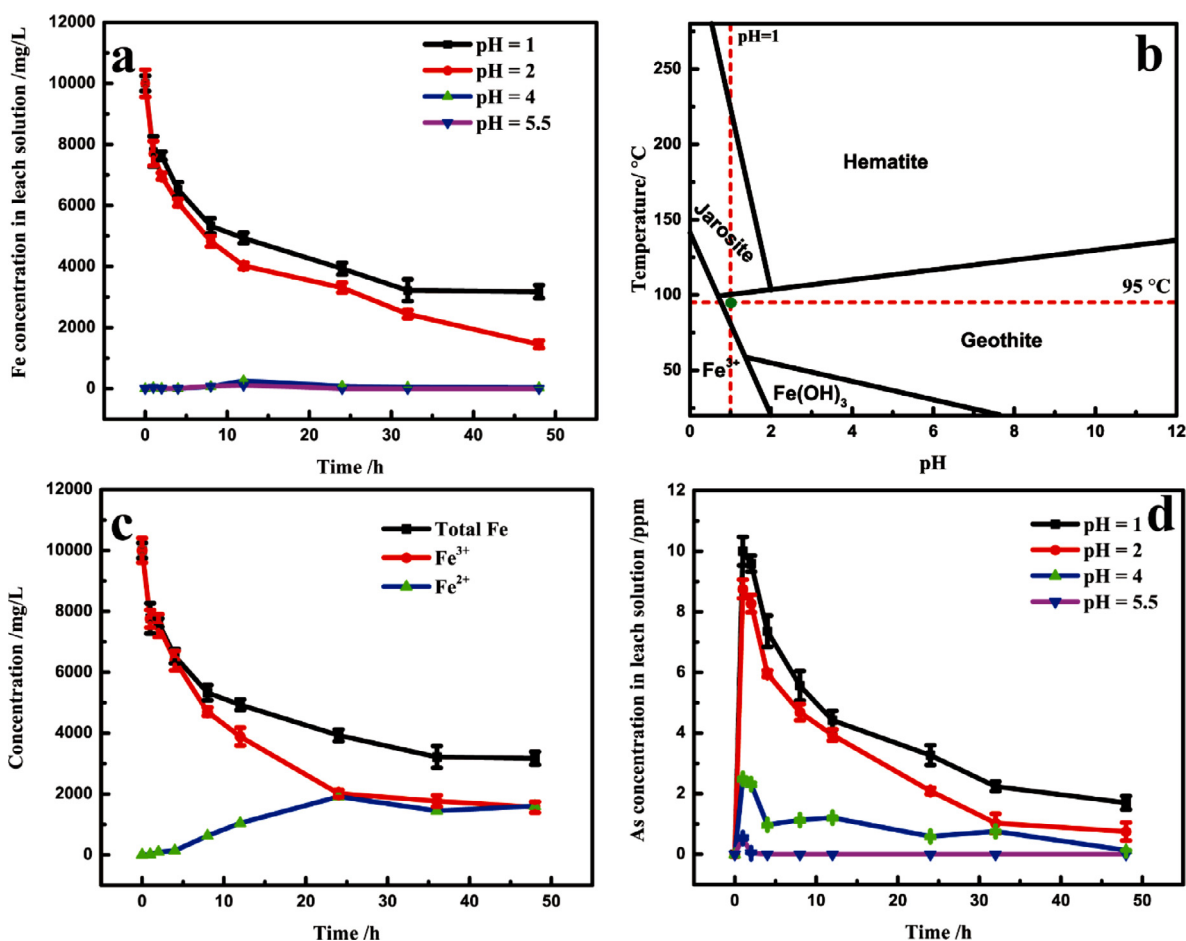 a
Fe concentration in leach solution /mg/L
12000
10000
8000
6000
4000
2000
0
pH = 1
pH = 2
pH = 4
pH = 5.5
0 10 20 30 40 50
Time /h
b
Temperature/ °C
250
200
150
100
50
pH=1
Hematite
Jarosite
95 °C
Geothite
Fe3+
Fe(OH)3
0 2 4 6 8 10 12
pH
c
Concentration /mg/L
12000
10000
8000
6000
4000
2000
0
Total Fe
Fe3+
Fe2+
0 10 20 30 40 50
Time /h
d
As concentration in leach solution /ppm
12
10
8
6
4
2
0
pH = 1
pH = 2
pH = 4
pH = 5.5
0 10 20 30 40 50
Time /h